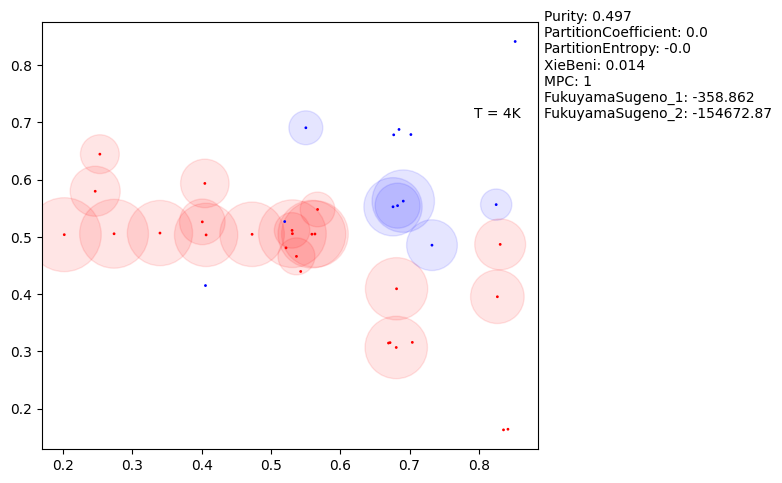 Purity: 0.497
PartitionCoefficient: 0.0
PartitionEntropy: -0.0
XieBeni: 0.014
MPC: 1
FukuyamaSugeno_1: -358.862
FukuyamaSugeno_2: -154672.87
T = 4K
0.8
0.7
0.6
0.5
0.4
0.3
0.2
0.2 0.3 0.4 0.5 0.6 0.7 0.8